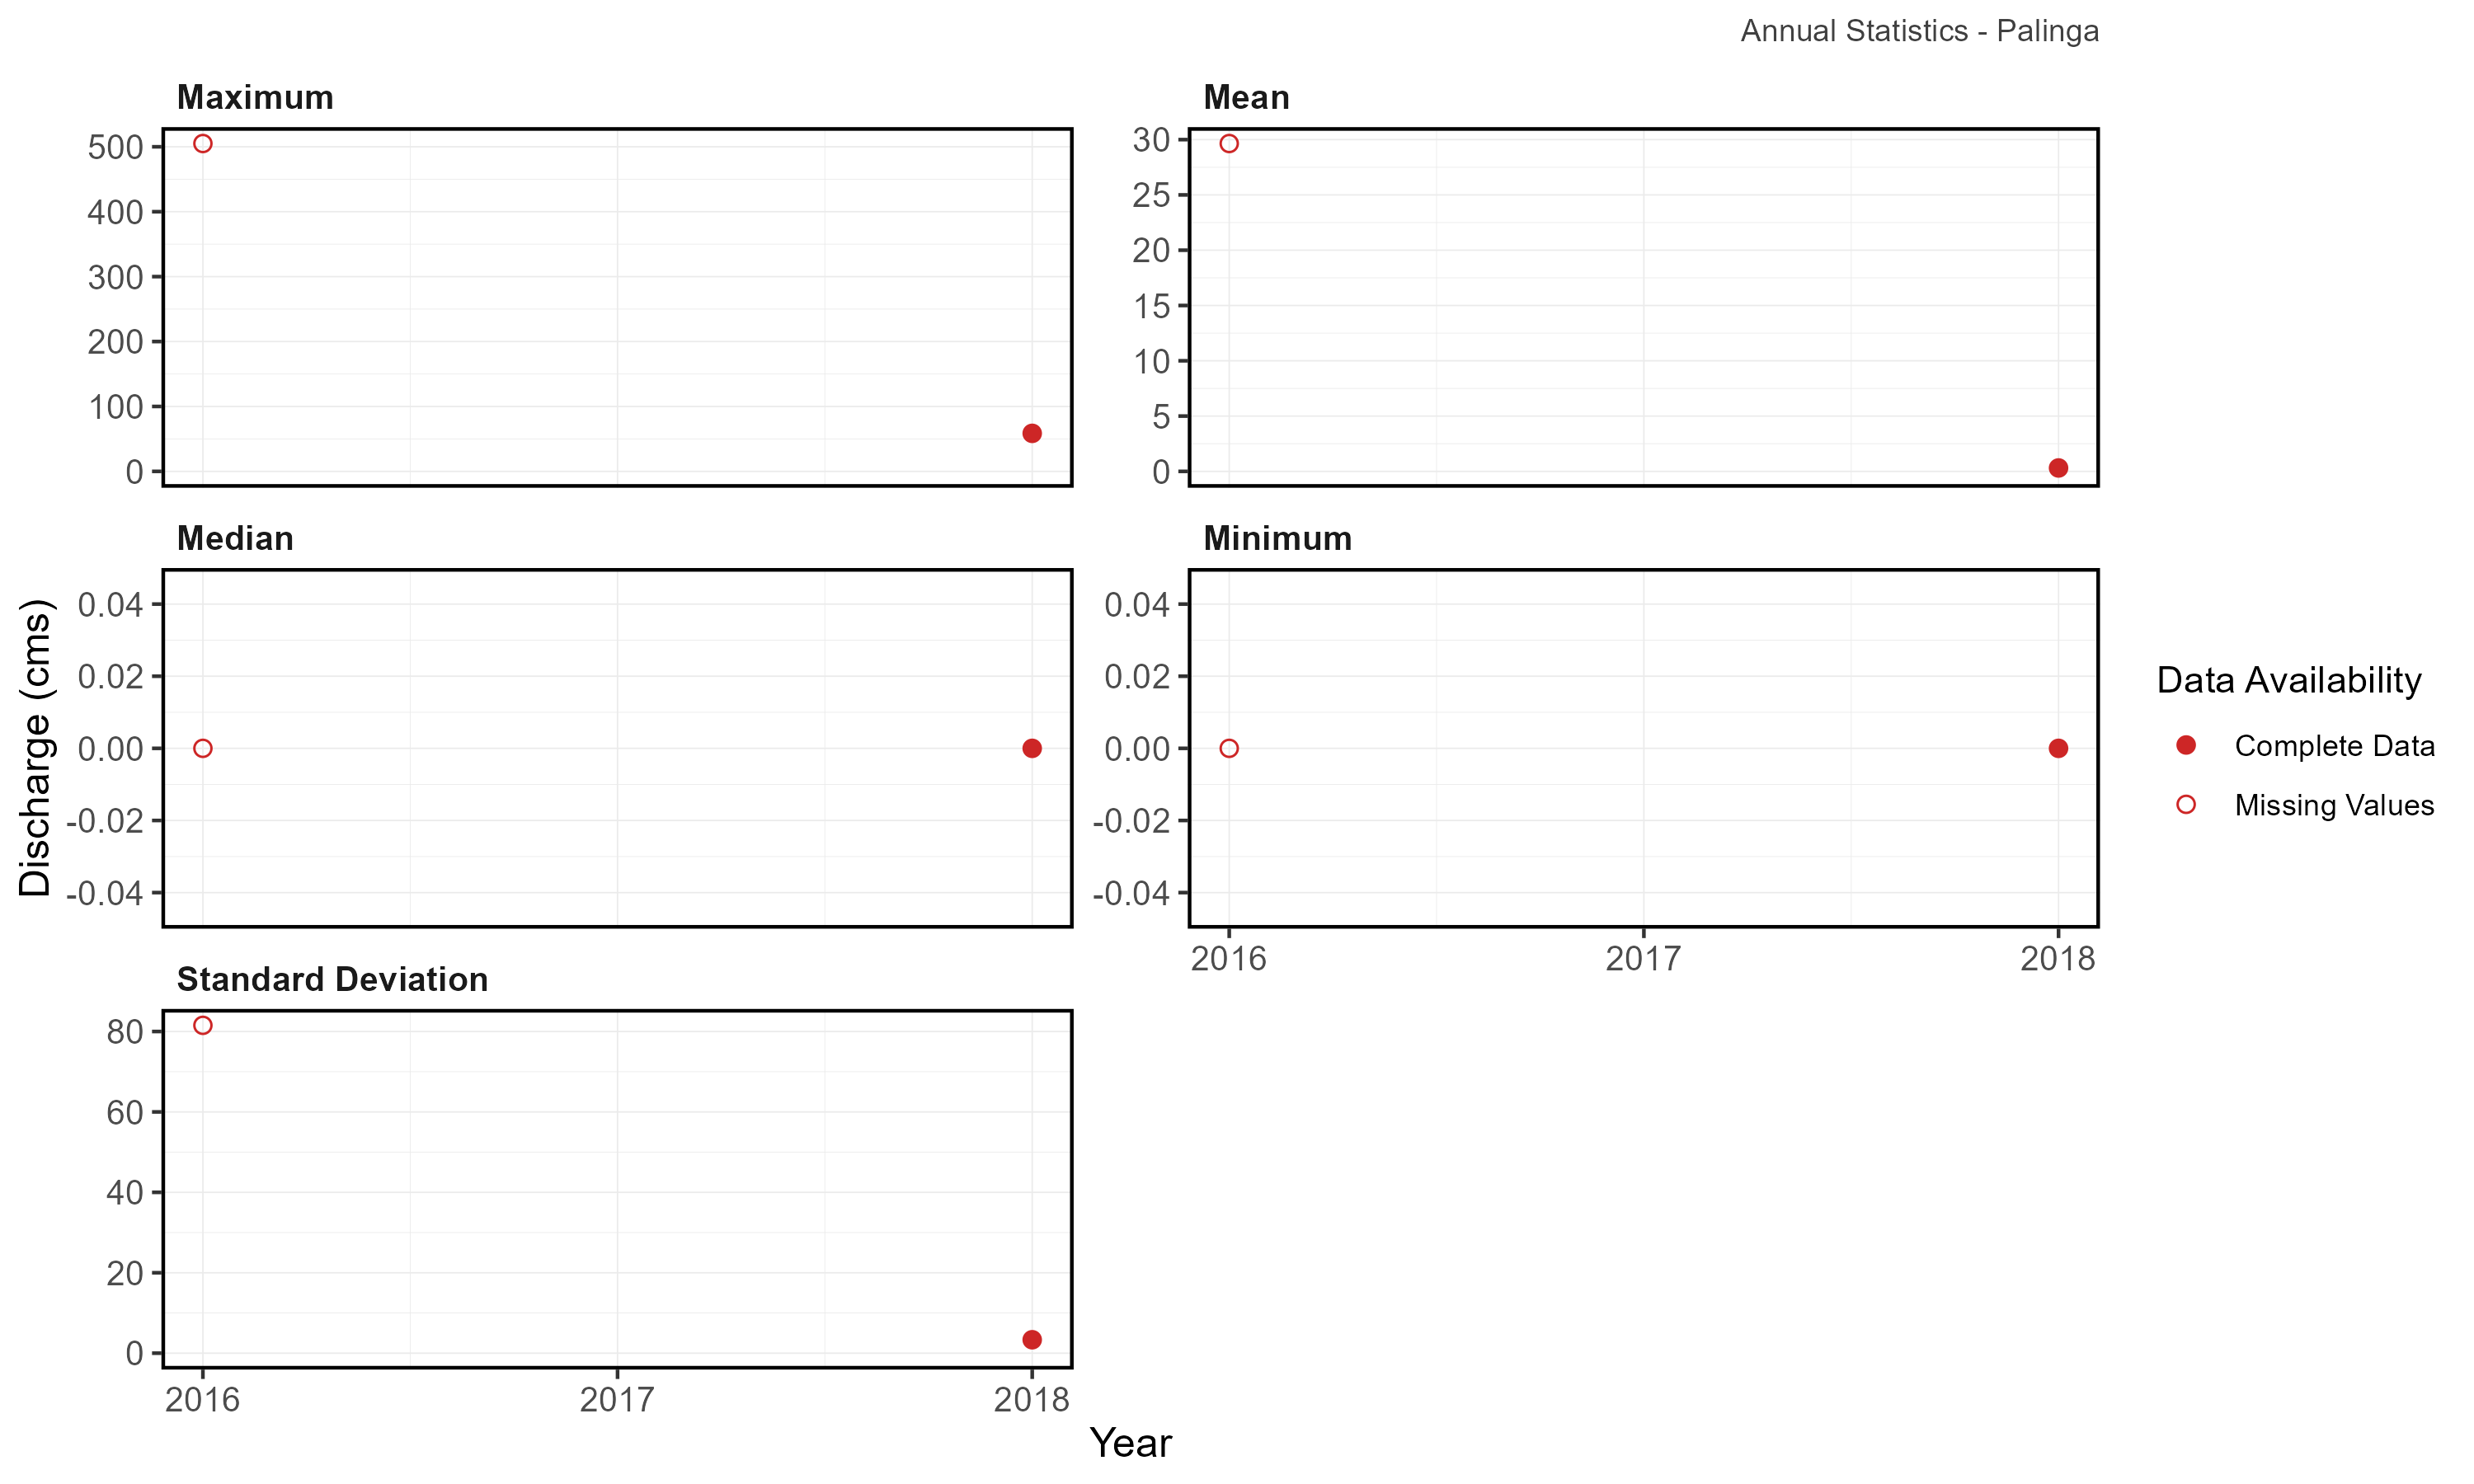 Annual Statistics - Palinga
Maximum
500
400
300
200
100
0
Mean
30
25
20
15
10
5
0
Median
0.04
0.02
0.00
-0.02
-0.04
Minimum
0.04
0.02
0.00
-0.02
-0.04
2016 2017 2018
Standard Deviation
80
60
40
20
0
2016 2017 2018
Year
Discharge (cms)
Data Availability
Complete Data
Missing Values